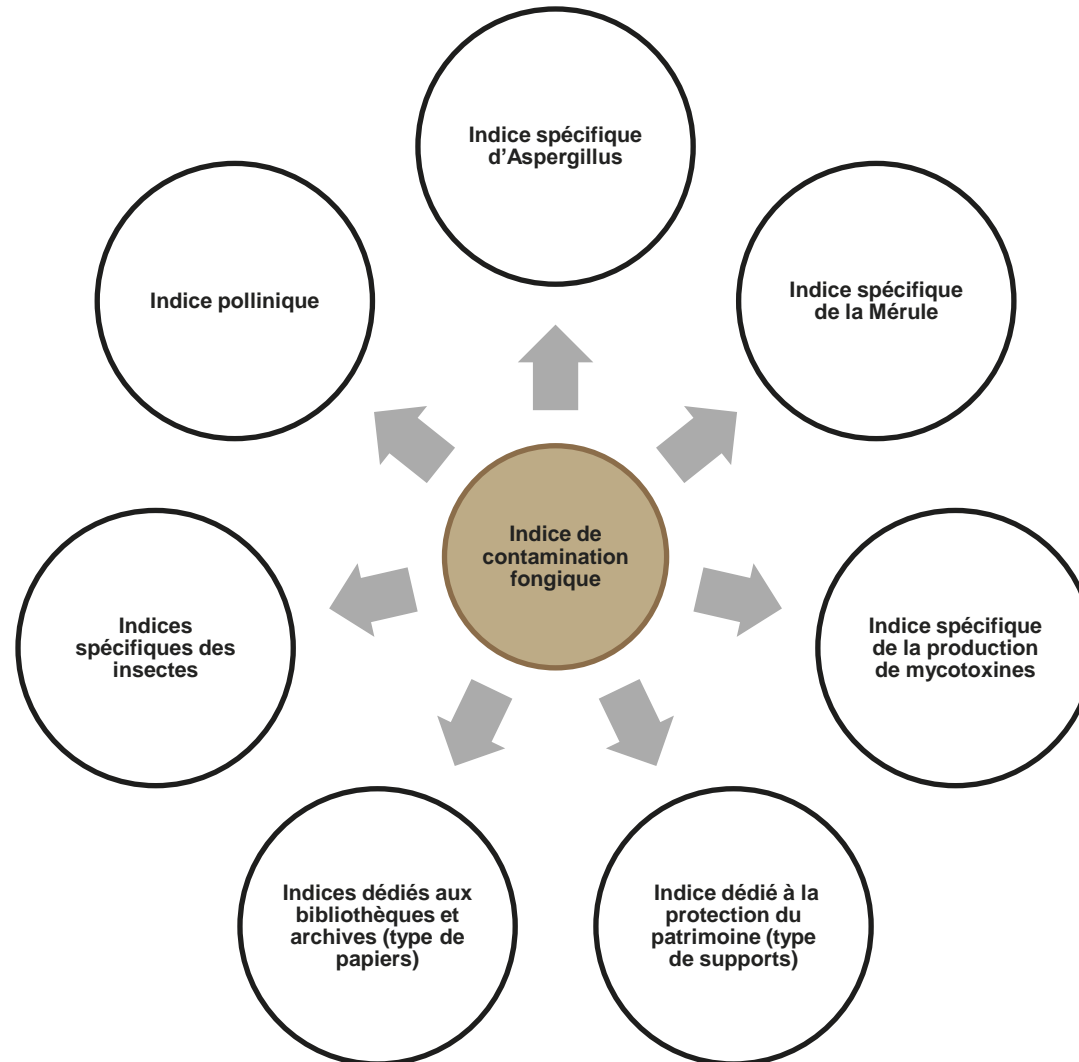 Indice spécifique
d’Aspergillus
Indice pollinique
Indice spécifique
de la Mérule
Indice de
contamination
fongique
Indices
spécifiques des
insectes
Indice spécifique
de la production
de mycotoxines
Indices dédiés aux
bibliothèques et
archives (type de
papiers)
Indice dédié à la
protection du
patrimoine (type
de supports)